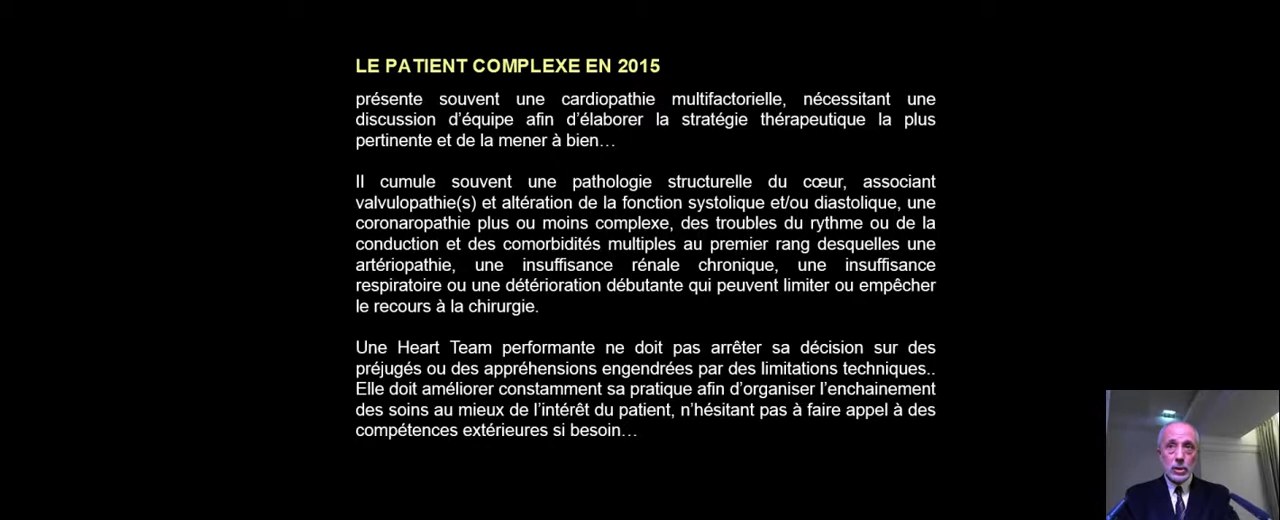 LE PATIENT COMPLEXE EN 2015
présente souvent une cardiopathie multifactorielle, nécessitant une
discussion d’équipe afin d’élaborer la stratégie thérapeutique la plus
pertinente et de la mener à bien…
Il cumule souvent une pathologie structurelle du cœur, associant
valvulopathie(s) et altération de la fonction systolique et/ou diastolique, une
coronaropathie plus ou moins complexe, des troubles du rythme ou de la
conduction et des comorbidités multiples au premier rang desquelles une
artériopathie, une insuffisance rénale chronique, une insuffisance
respiratoire ou une détérioration débutante qui peuvent limiter ou empêcher
le recours à la chirurgie.
Une Heart Team performante ne doit pas arrêter sa décision sur des
préjugés ou des appréhensions engendrées par des limitations techniques..
Elle doit améliorer constamment sa pratique afin d’organiser l’enchainement
des soins au mieux de l’intérêt du patient, n’hésitant pas à faire appel à des
compétences extérieures si besoin…